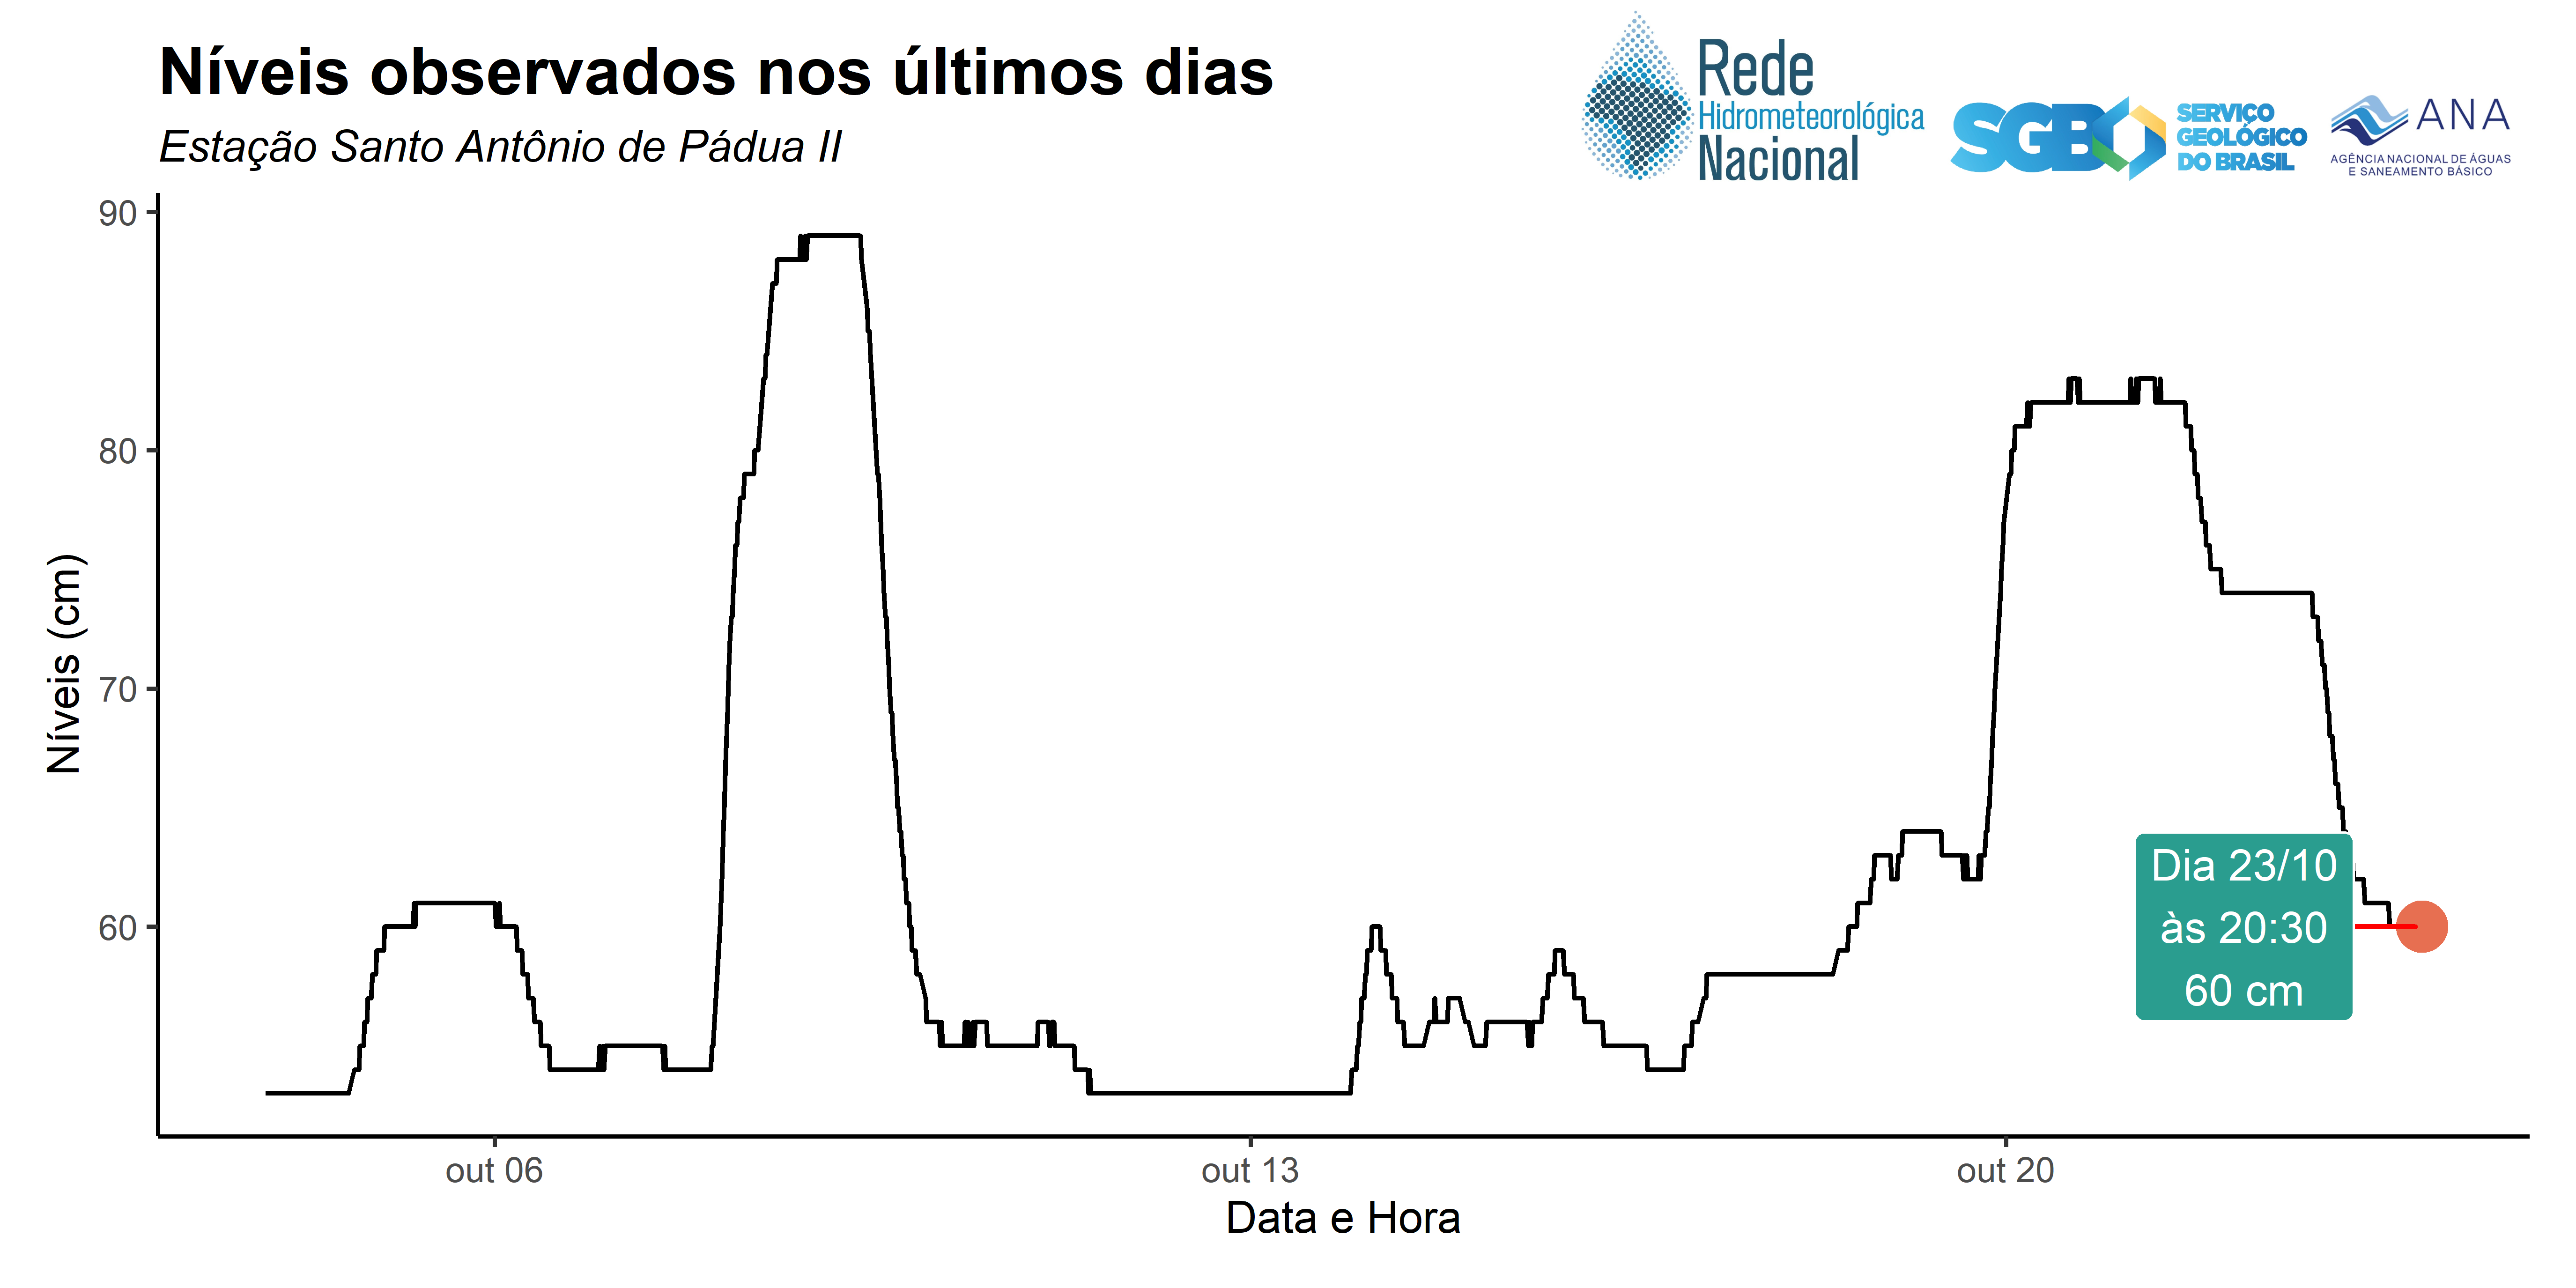 Níveis observados nos últimos dias
Estação Santo Antônio de Pádua II
Rede
Hidrometeorológica
Nacional
SGB
SERVIÇO
GEOLÓGICO
DO BRASIL
ANA
AGÊNCIA NACIONAL DE ÁGUAS
E SANEAMENTO BÁSICO
Níveis (cm)
90
80
70
60
Dia 23/10
às 20:30
60 cm
out 06
out 13
out 20
Data e Hora